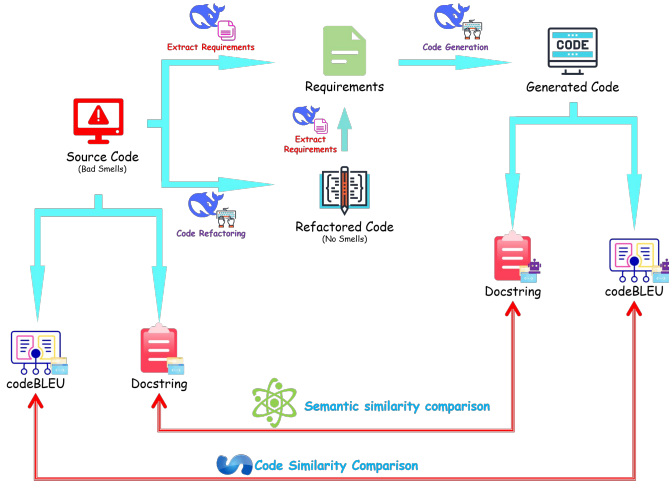 Extract Requirements
Code Generation
CODE
Requirements
Generated Code
Extract
Requirements
Source Code
(Bad Smells)
Code Refactoring
Refactored Code
(No Smells)
Docstring
codeBLEU
codeBLEU
Docstring
Semantic similarity comparison
Code Similarity Comparison